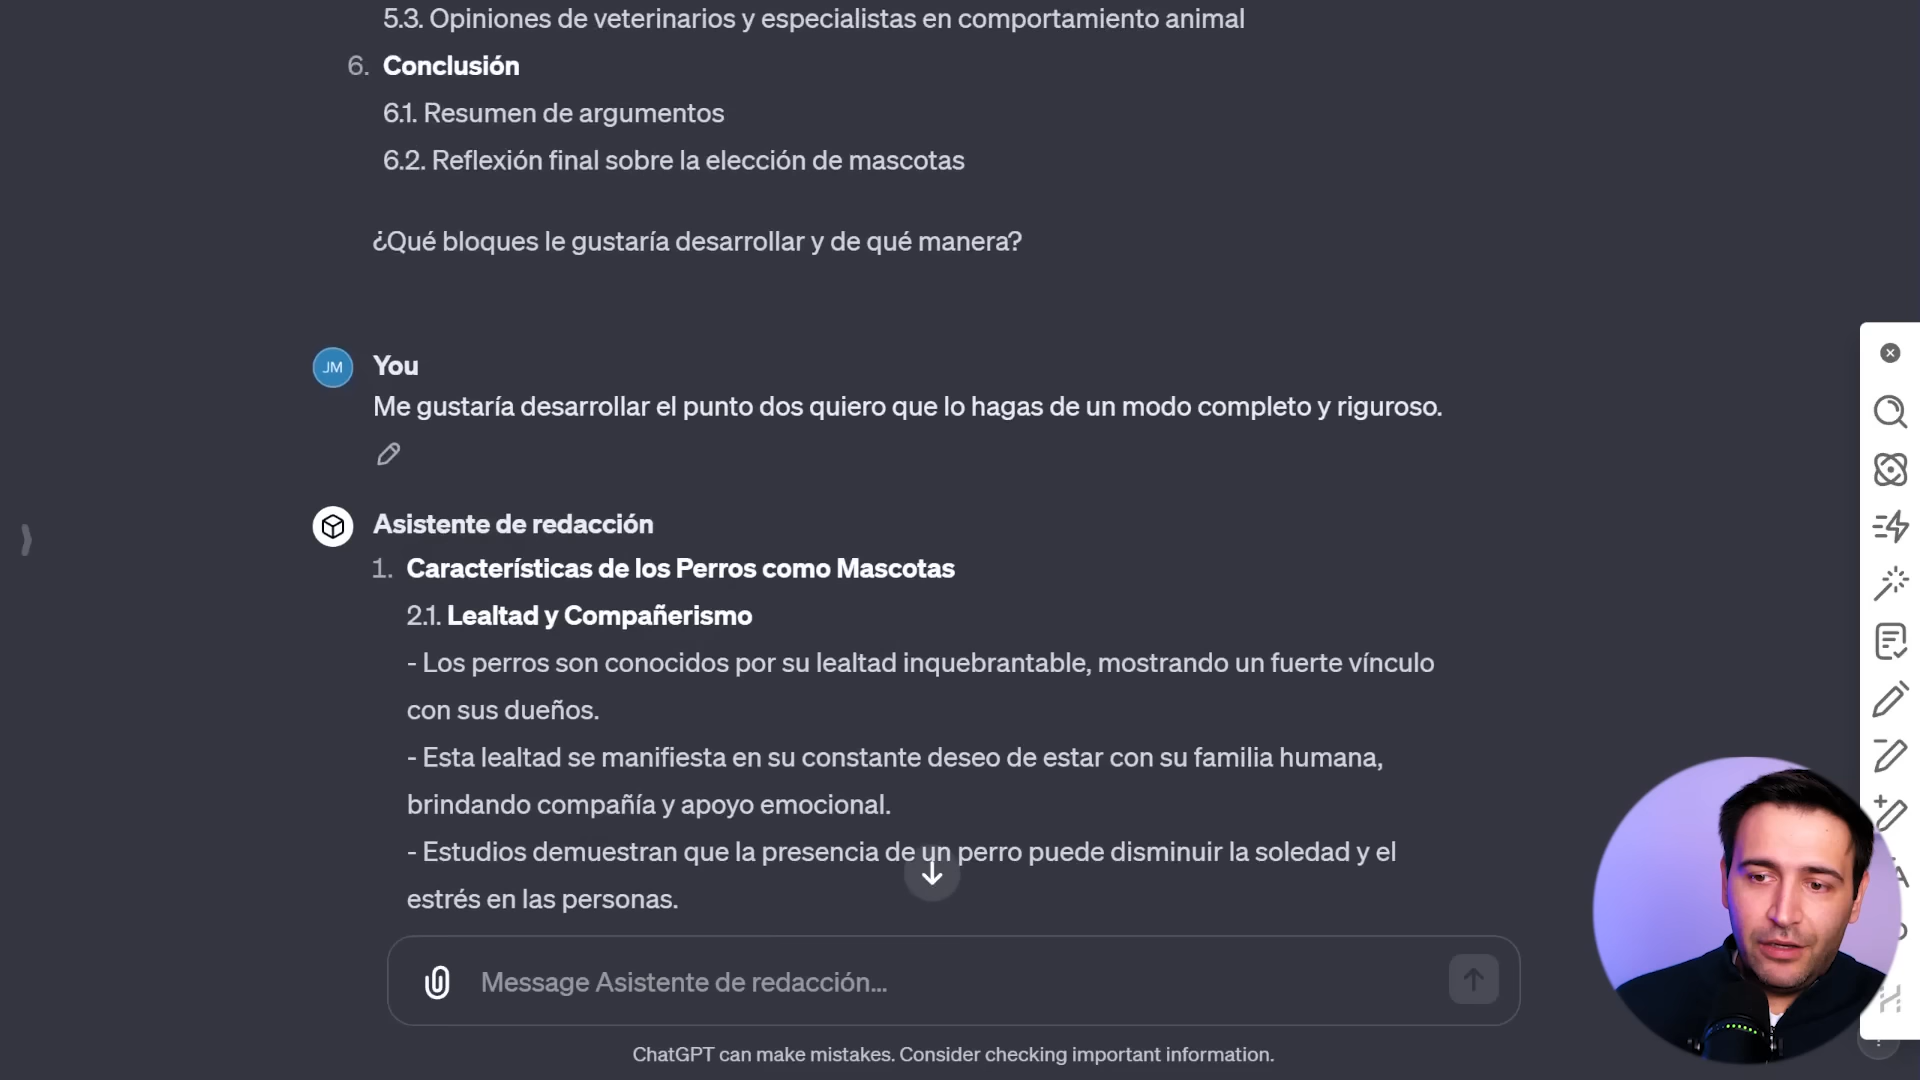 5.3. Opiniones de veterinarios y especialistas en comportamiento animal
6. Conclusión
6.1. Resumen de argumentos
6.2. Reflexión final sobre la elección de mascotas
¿Qué bloques le gustaría desarrollar y de qué manera?
JM You
Me gustaría desarrollar el punto dos quiero que lo hagas de un modo completo y riguroso.
Asistente de redacción
1. Características de los Perros como Mascotas
2.1. Lealtad y Compañerismo
- Los perros son conocidos por su lealtad inquebrantable, mostrando un fuerte vínculo
con sus dueños.
- Esta lealtad se manifiesta en su constante deseo de estar con su familia humana,
brindando compañía y apoyo emocional.
- Estudios demuestran que la presencia de un perro puede disminuir la soledad y el
estrés en las personas.
Message Asistente de redacción...
ChatGPT can make mistakes. Consider checking important information.